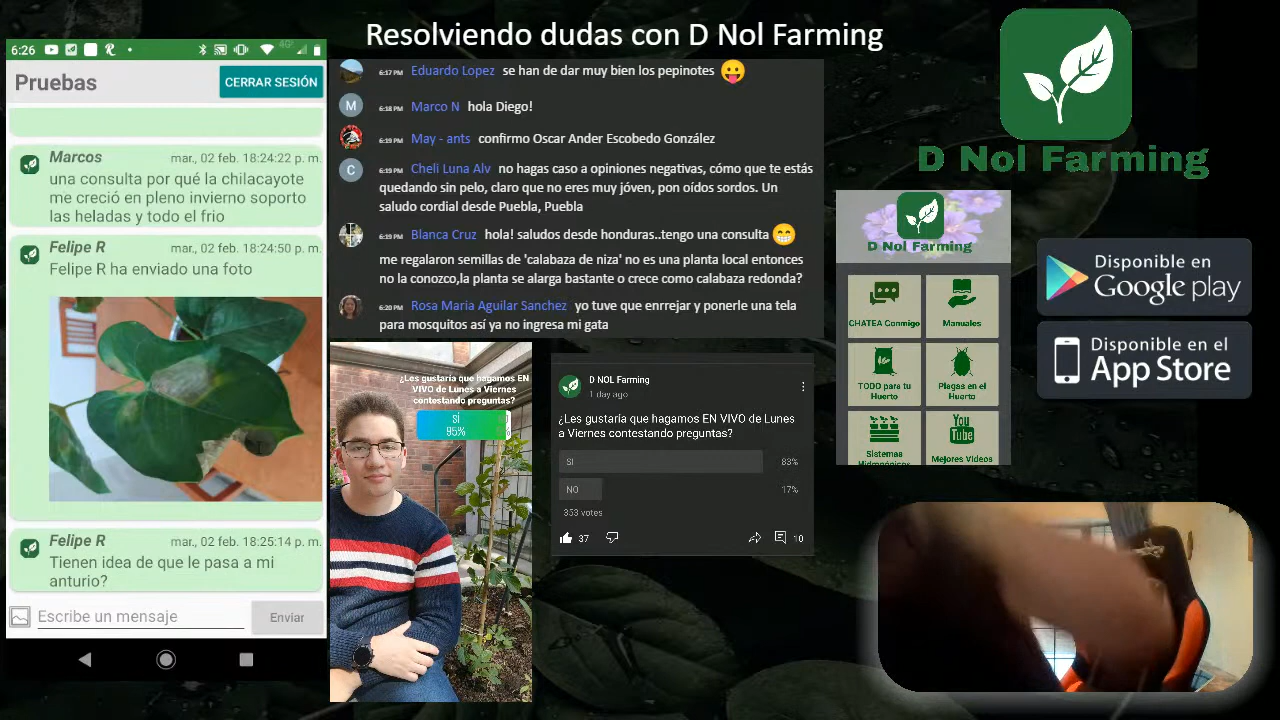 Resolviendo dudas con D Nol Farming
6:26
Pruebas
CERRAR SESIÓN
Marcos
mar., 02 feb. 18:24:22 p. m.
una consulta por qué la chilacayote
me creció en pleno invierno soporto
las heladas y todo el frio
Felipe R
mar., 02 feb. 18:24:50 p. m.
Felipe R ha enviado una foto
Felipe R
mar., 02 feb. 18:25:14 p. m.
Tienen idea de que le pasa a mi
anturio?
Escribe un mensaje
Enviar
6:17 PM Eduardo Lopez se han de dar muy bien los pepinotes
M 6:18 PM Marco N hola Diego!
6:19 PM May - ants confirmo Oscar Ander Escobedo González
C 6:19 PM Cheli Luna Alv no hagas caso a opiniones negativas, cómo que te estás
quedando sin pelo, claro que no eres muy jóven, pon oídos sordos. Un
saludo cordial desde Puebla, Puebla
6:19 PM Blanca Cruz hola! saludos desde honduras..tengo una consulta
me regalaron semillas de 'calabaza de niza' no es una planta local entonces
no la conozco,la planta se alarga bastante o crece como calabaza redonda?
6:20 PM Rosa Maria Aguilar Sanchez yo tuve que enrrejar y ponerle una tela
para mosquitos así ya no ingresa mi gata
¿Les gustaría que hagamos EN
VIVO de Lunes a Viernes
contestando preguntas?
SÍ
95%
D NOL Farming
1 day ago
¿Les gustaría que hagamos EN VIVO de Lunes
a Viernes contestando preguntas?
SI 83%
NO 17%
353 votes
37
10
D Nol Farming
D Nol Farming
CHATEA Conmigo
Manuales
TODO para tu
Huerto
Plagas en el
Huerto
You
Tube
Sistemas
Hidropónicos
Mejores Videos
Disponible en
Google play
Disponible en el
App Store